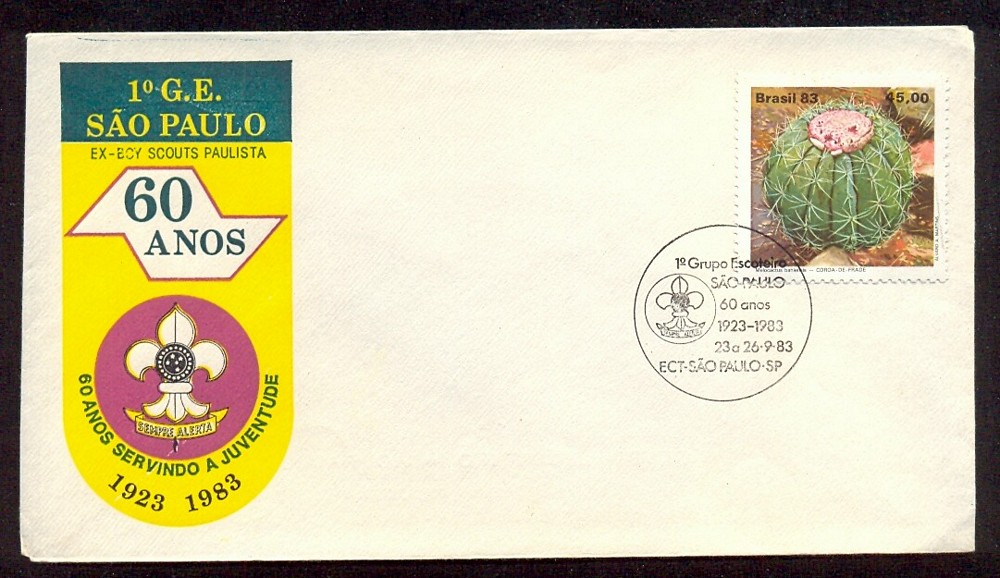 1º G.E.
SÃO PAULO
EX-BOY SCOUTS PAULISTA
60
ANOS
SEMPRE ALERTA
60 ANOS SERVINDO A JUVENTUDE
1923 1983
Brasil 83 45,00
Melocactus bahiensis — COROA-DE-FRADE
1º Grupo Escoteiro
SÃO PAULO
60 anos
1923-1983
23 a 26·9·83
ECT-SÃO PAULO-SP